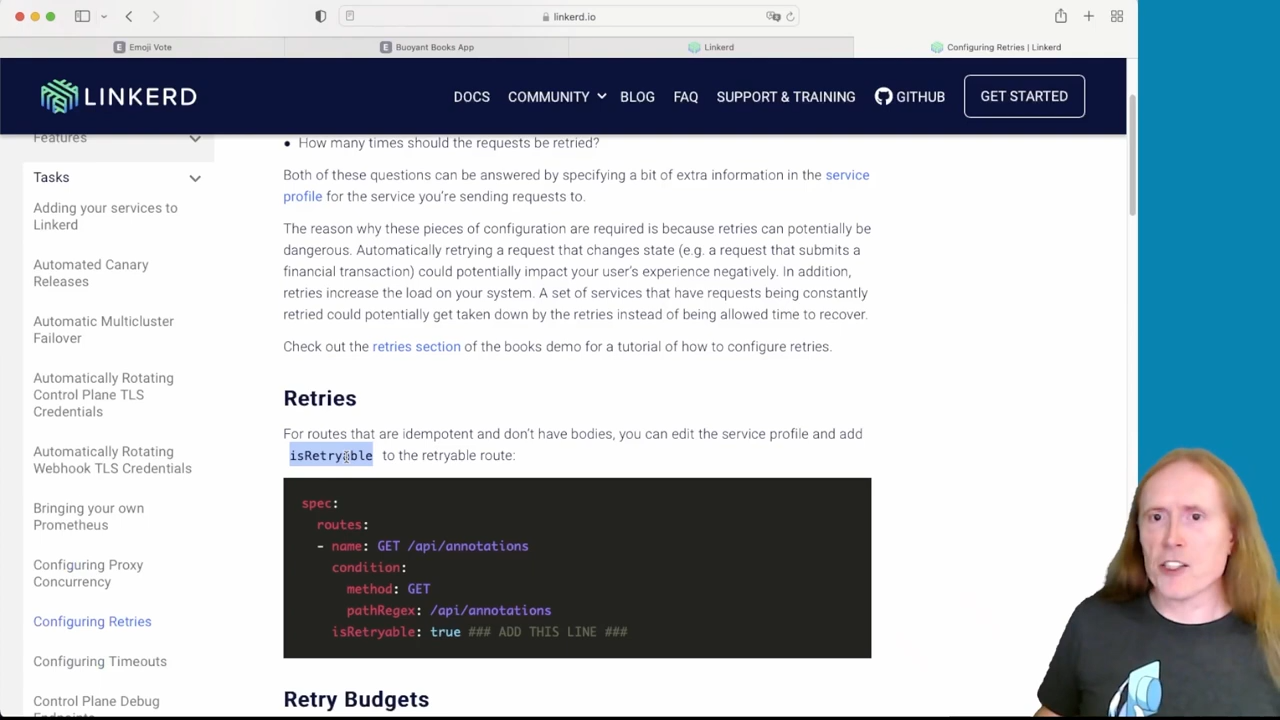 linkerd.io
Emoji Vote
Buoyant Books App
Linkerd
Configuring Retries | Linkerd
LINKERD
DOCS
COMMUNITY
BLOG
FAQ
SUPPORT & TRAINING
GITHUB
GET STARTED
Features
Tasks
Adding your services to
Linkerd
Automated Canary
Releases
Automatic Multicluster
Failover
Automatically Rotating
Control Plane TLS
Credentials
Automatically Rotating
Webhook TLS Credentials
Bringing your own
Prometheus
Configuring Proxy
Concurrency
Configuring Retries
Configuring Timeouts
Control Plane Debug
Endpoints
• How many times should the requests be retried?
Both of these questions can be answered by specifying a bit of extra information in the service
profile for the service you're sending requests to.
The reason why these pieces of configuration are required is because retries can potentially be
dangerous. Automatically retrying a request that changes state (e.g. a request that submits a
financial transaction) could potentially impact your user's experience negatively. In addition,
retries increase the load on your system. A set of services that have requests being constantly
retried could potentially get taken down by the retries instead of being allowed time to recover.
Check out the retries section of the books demo for a tutorial of how to configure retries.
Retries
For routes that are idempotent and don't have bodies, you can edit the service profile and add
isRetryable to the retryable route:
spec:
  routes:
  - name: GET /api/annotations
    condition:
      method: GET
      pathRegex: /api/annotations
    isRetryable: true ### ADD THIS LINE ###
Retry Budgets